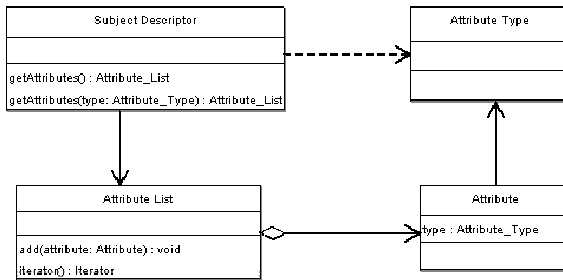 Subject Descriptor
getAttributes() : Attribute_List
getAttributes(type: Attribute_Type) : Attribute_List
Attribute Type
Attribute List
add(attribute: Attribute) : void
iterator() : Iterator
Attribute
type : Attribute_Type